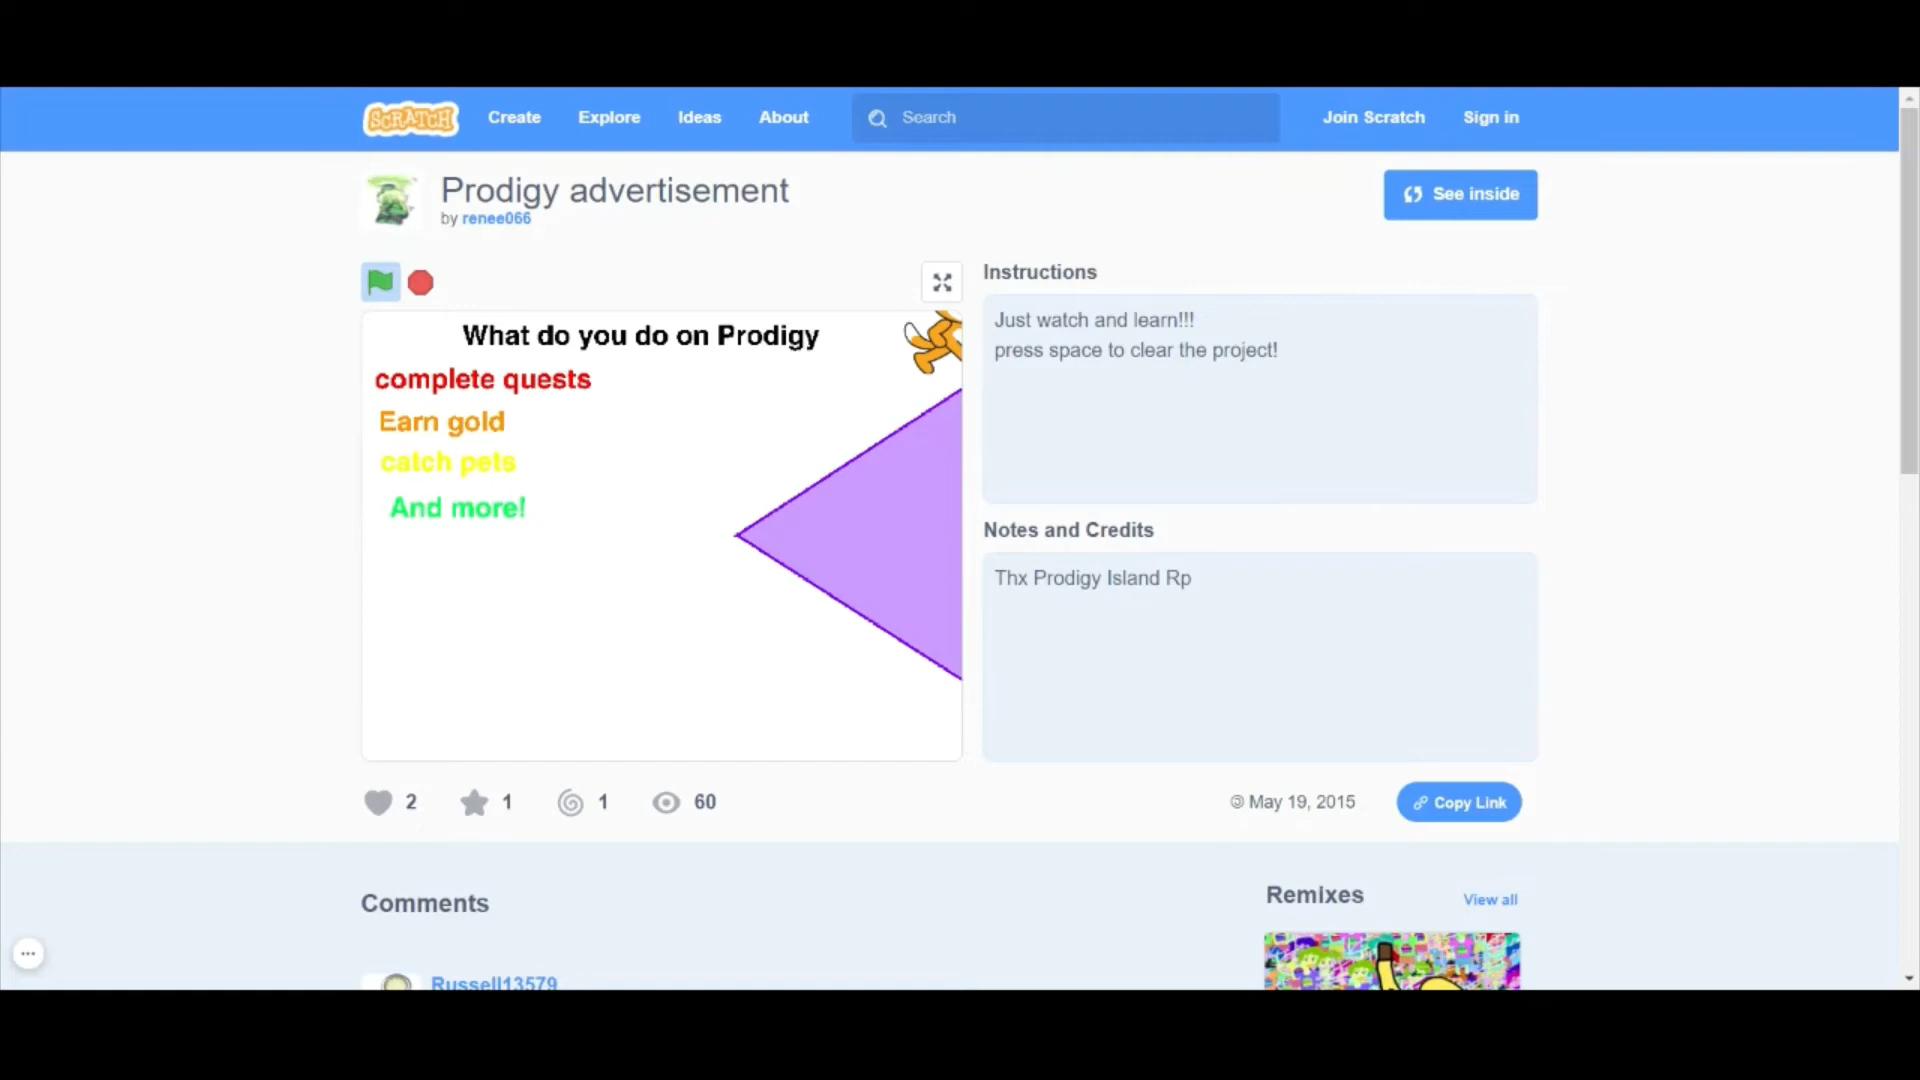 SCRATCH Create Explore Ideas About Search Join Scratch Sign in
Prodigy advertisement
by renee066
See inside
What do you do on Prodigy
complete quests
Earn gold
catch pets
And more!
Instructions
Just watch and learn!!!
press space to clear the project!
Notes and Credits
Thx Prodigy Island Rp
2 1 1 60
May 19, 2015
Copy Link
Comments
Remixes
View all
Russell13579